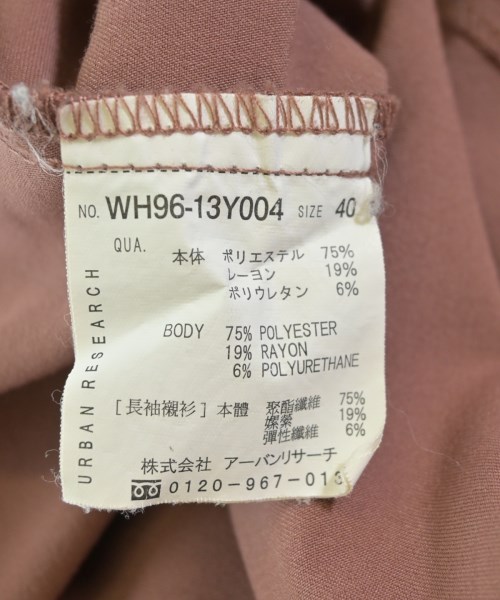 NO. WH96-13Y004 SIZE 40
QUA.
本体 ポリエステル 75%
レーヨン 19%
ポリウレタン 6%
BODY 75% POLYESTER
19% RAYON
6% POLYURETHANE
[長袖襯衫] 本體 聚酯纖維 75%
嫘縈 19%
彈性纖維 6%
株式会社 アーバンリサーチ
0120-967-013
URBAN RESEARCH